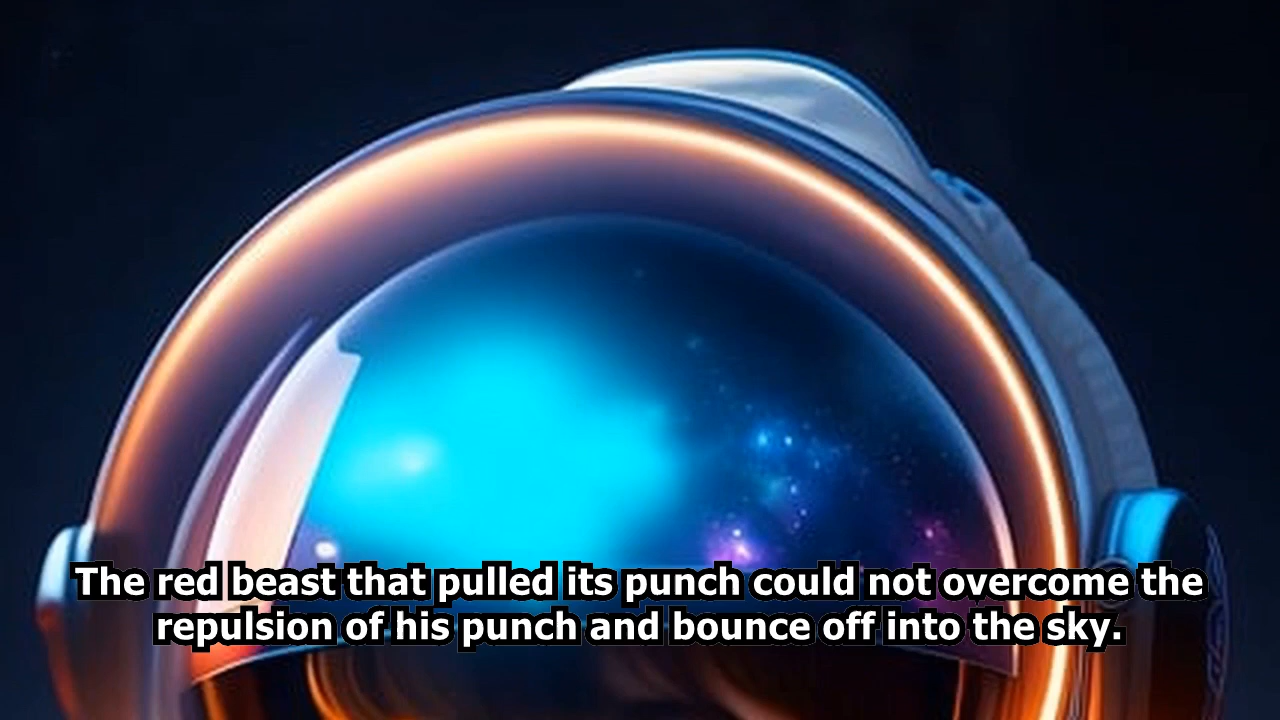 The red beast that pulled its punch could not overcome the
repulsion of his punch and bounce off into the sky.